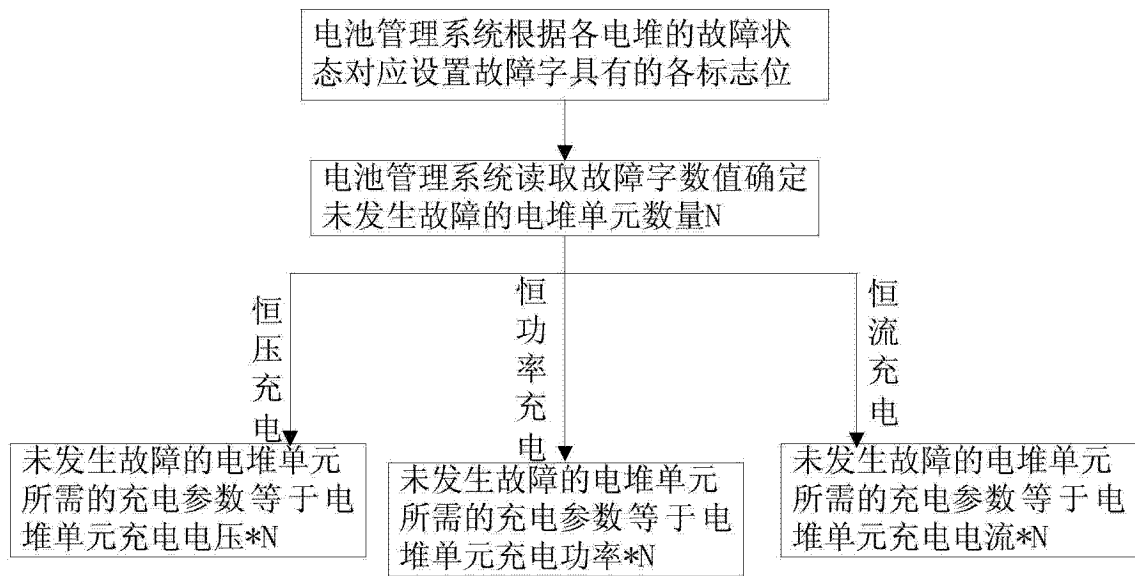 电池管理系统根据各电堆的故障状
态对应设置故障字具有的各标志位
电池管理系统读取故障字数值确定
未发生故障的电堆单元数量N
恒压充电
恒功率充电
恒流充电
未发生故障的电堆单元
所需的充电参数等于电
堆单元充电电压*N
未发生故障的电堆单元
所需的充电参数等于电
堆单元充电功率*N
未发生故障的电堆单元
所需的充电参数等于电
堆单元充电电流*N